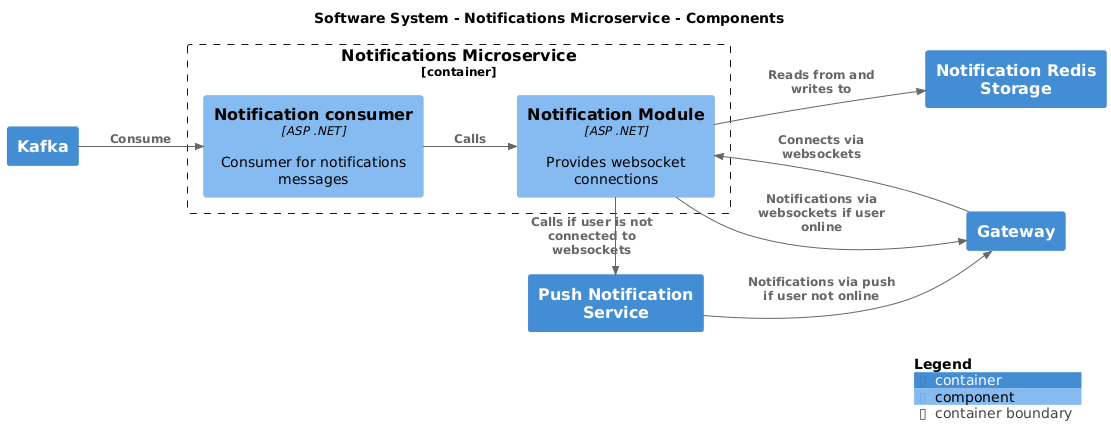 Software System - Notifications Microservice - Components
Notifications Microservice
[container]
Kafka
Consume
Notification consumer
[ASP .NET]
Consumer for notifications
messages
Calls
Notification Module
[ASP .NET]
Provides websocket
connections
Reads from and
writes to
Notification Redis
Storage
Connects via
websockets
Notifications via
websockets if user
online
Gateway
Calls if user is not
connected to
websockets
Push Notification
Service
Notifications via push
if user not online
Legend
container
component
container boundary